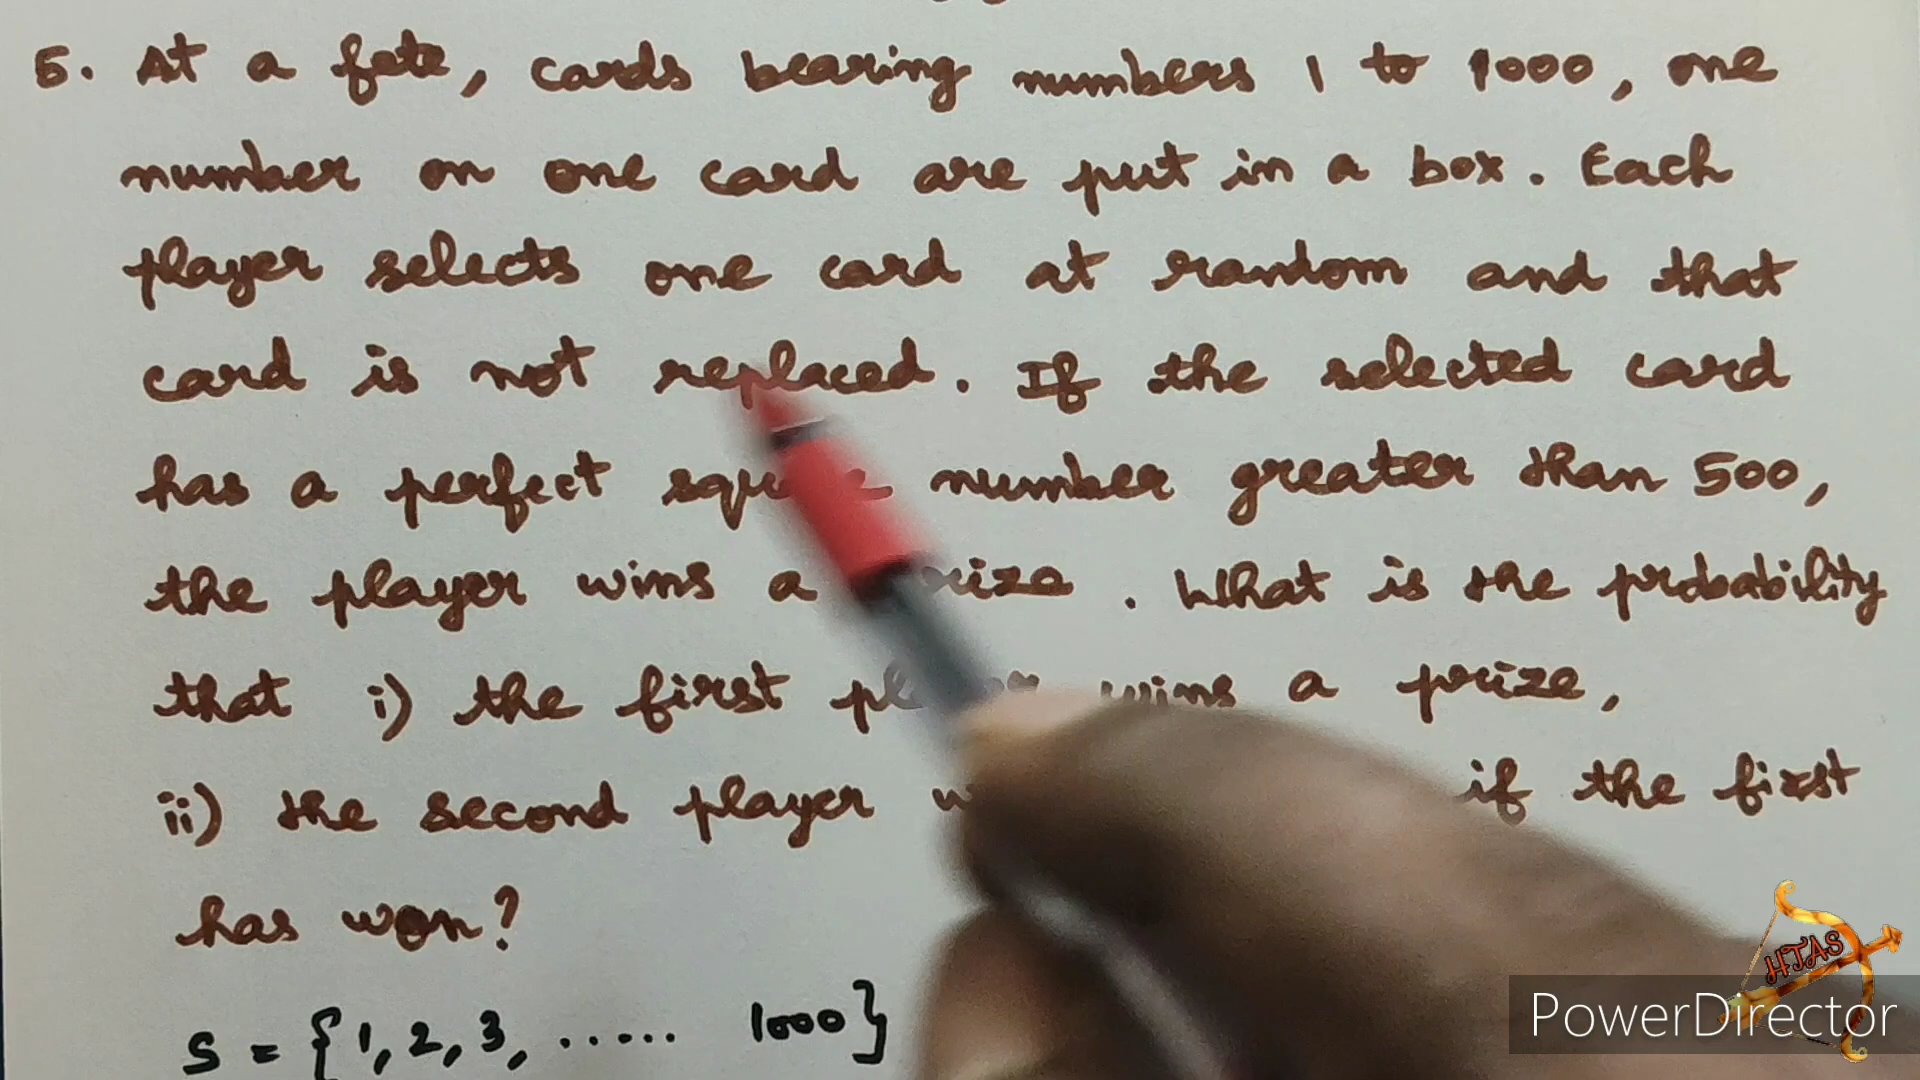 5. At a fete, cards bearing numbers 1 to 1000, one
number on one card are put in a box. Each
player selects one card at random and that
card is not replaced. If the selected card
has a perfect number greater than 500,
the player wins a . What is the probability
that i) the first wins a prize,
ii) the second player if the first
has won?
S = {1, 2, 3, ...... 1000}
HTAS
PowerDirector